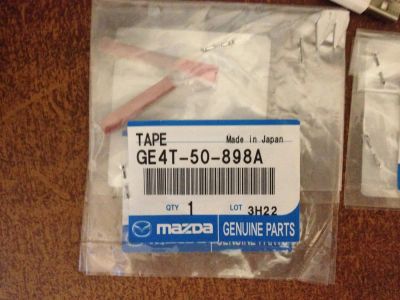 TAPE Made in Japan
GE4T-50-898A
QTY 1 LOT 3H22
mazda GENUINE PARTS